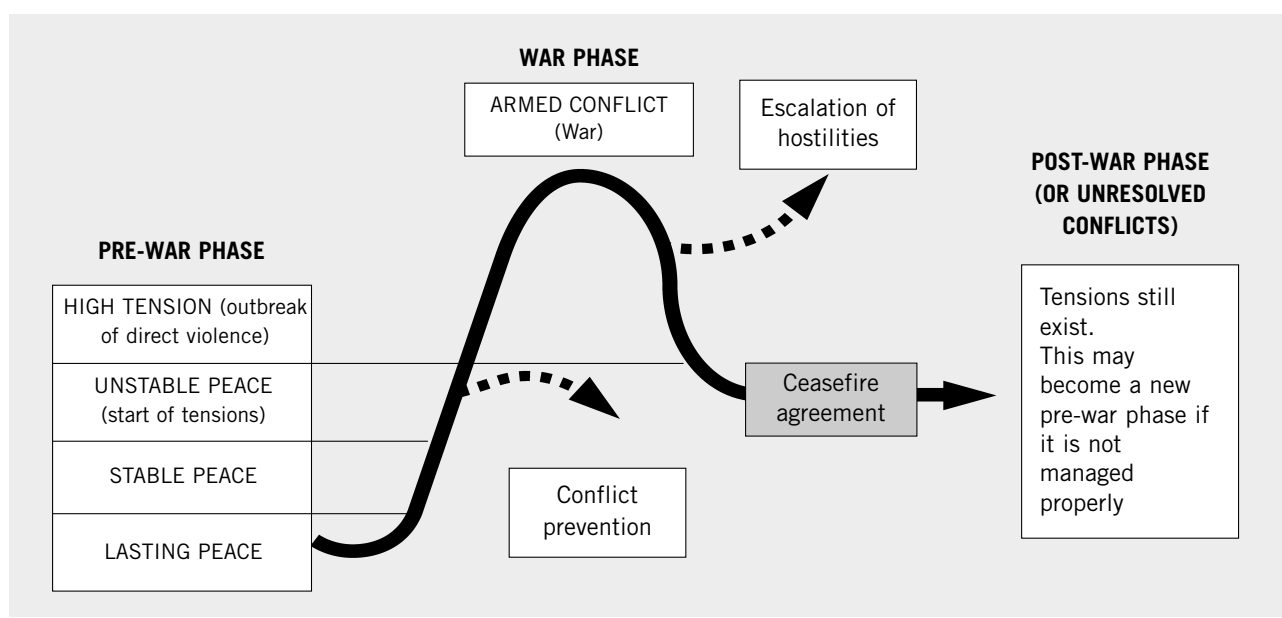 WAR PHASE
ARMED CONFLICT
(War)
Escalation of
hostilities
POST-WAR PHASE
(OR UNRESOLVED
CONFLICTS)
PRE-WAR PHASE
HIGH TENSION (outbreak
of direct violence)
UNSTABLE PEACE
(start of tensions)
STABLE PEACE
LASTING PEACE
Conflict
prevention
Ceasefire
agreement
Tensions still
exist.
This may
become a new
pre-war phase if
it is not
managed
properly